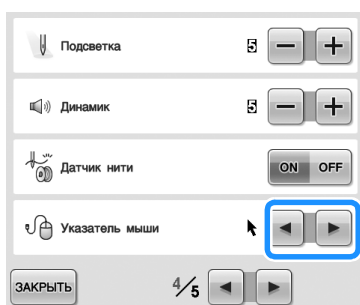 Подсветка 5 − +
Динамик 5 − +
Датчик нити ON OFF
Указатель мыши
ЗАКРЫТЬ 4/5